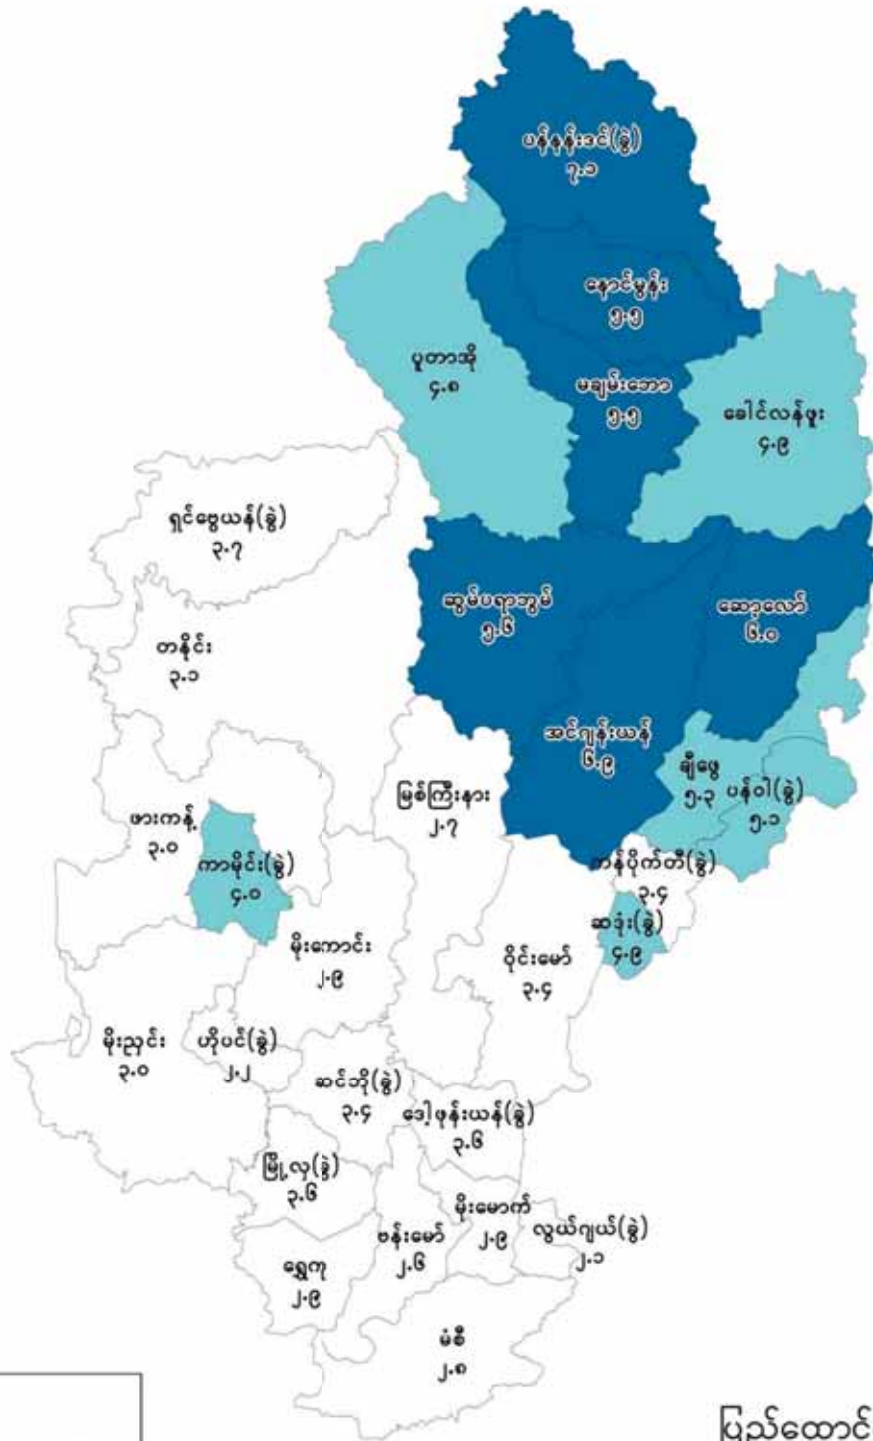 ပန်နန်းဒင်(ခွဲ)
၇.၁
နောင်မွန်း
၅.၅
ပူတာအို
၄.၈
မချမ်းဘော
၅.၅
ခေါင်လန်ဖူး
၄.၉
ရှင်ဗွေယန်(ခွဲ)
၃.၇
ဆွမ်ပရာဘွမ်
၅.၆
ဆော့လော်
၆.၀
တနိုင်း
၃.၁
အင်ဂျန်းယန်
၆.၉
ချီဖွေ
၅.၃
ပန်ဝါ(ခွဲ)
၅.၁
မြစ်ကြီးနား
၂.၇
ဖားကန့်
၃.၀
ကာမိုင်း(ခွဲ)
၄.၀
ကန်ပိုက်တီ(ခွဲ)
၃.၄
ဆဒုံး(ခွဲ)
၄.၉
မိုးကောင်း
၂.၉
ဝိုင်းမော်
၃.၄
မိုးညှင်း
၃.၀
ဟိုပင်(ခွဲ)
၂.၂
ဆင်ဘို(ခွဲ)
၃.၄
ဒေါ့ဖုန်းယန်(ခွဲ)
၃.၆
မြို့လှ(ခွဲ)
၃.၆
မိုးမောက်
၂.၉
ဗန်းမော်
၂.၆
လွယ်ဂျယ်(ခွဲ)
၂.၁
ရွှေကူ
၂.၉
မံစီ
၂.၈
ပြည်ထောင်